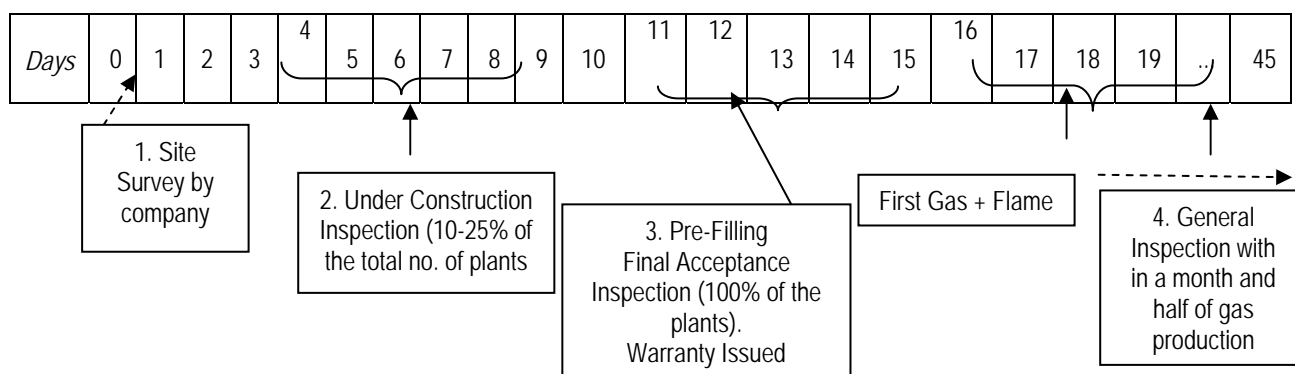 Days 0 1 2 3 4 5 6 7 8 9 10 11 12 13 14 15 16 17 18 19 .. 45
1. Site
Survey by
company
2. Under Construction
Inspection (10-25% of
the total no. of plants
3. Pre-Filling
Final Acceptance
Inspection (100% of the
plants).
Warranty Issued
First Gas + Flame
4. General
Inspection with
in a month and
half of gas
production